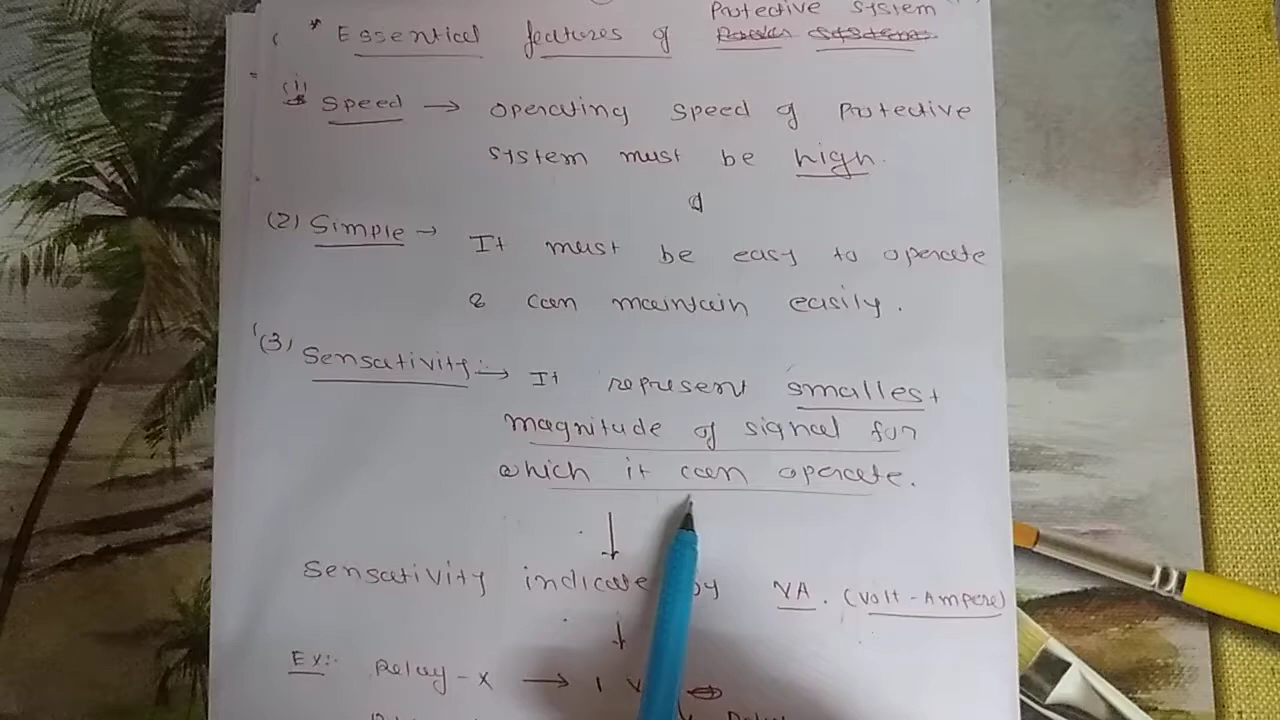 Protective System
* Essential features of
(1) Speed → Operating speed of Protective
system must be high.
(2) Simple → It must be easy to operate
& can maintain easily.
(3) Sensativity → It represent smallest
magnitude of signal for
which it can operate.
↓
Sensativity indicate by VA. (Volt-Ampere)
↓
Ex:- Relay-X → 1 V